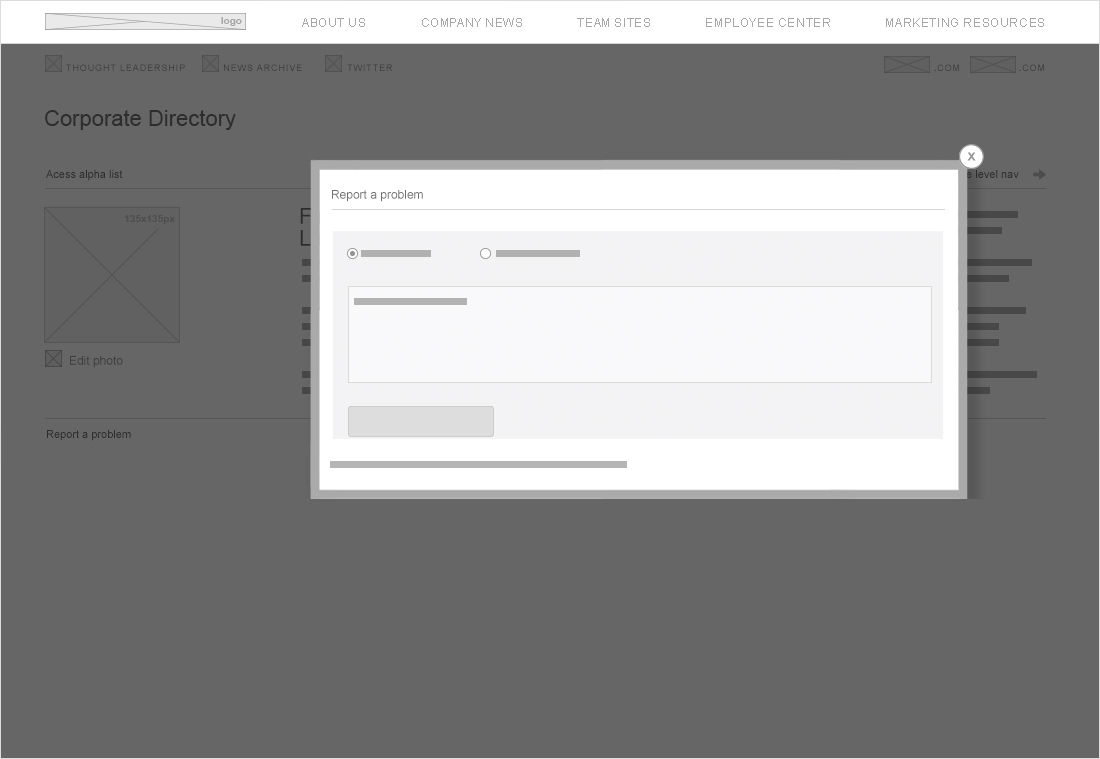 logo
ABOUT US
COMPANY NEWS
TEAM SITES
EMPLOYEE CENTER
MARKETING RESOURCES
THOUGHT LEADERSHIP
NEWS ARCHIVE
TWITTER
.COM
.COM
Corporate Directory
Acess alpha list
level nav
x
Report a problem
135x135px
F
L
Edit photo
Report a problem